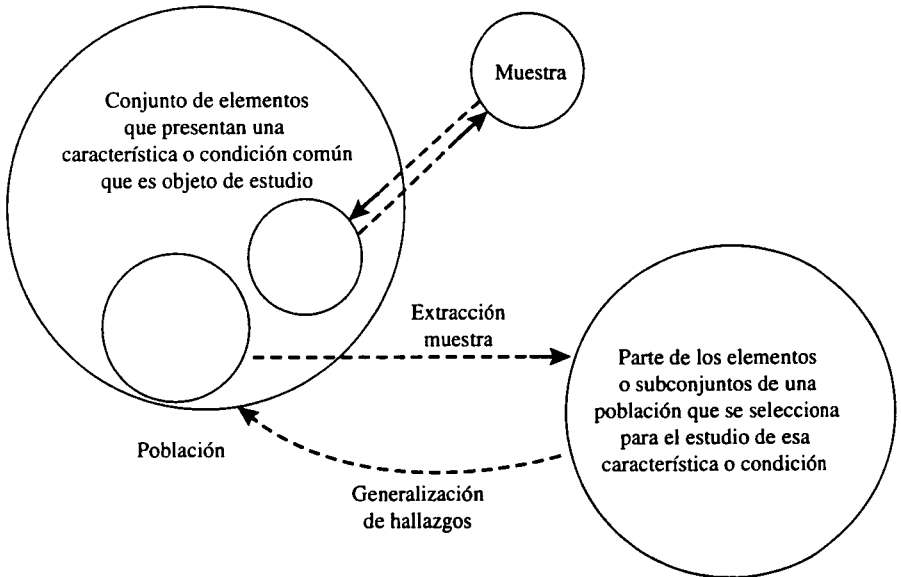 Muestra
Conjunto de elementos
que presentan una
característica o condición común
que es objeto de estudio
Extracción
muestra
Parte de los elementos
o subconjuntos de una
población que se selecciona
para el estudio de esa
característica o condición
Población
Generalización
de hallazgos